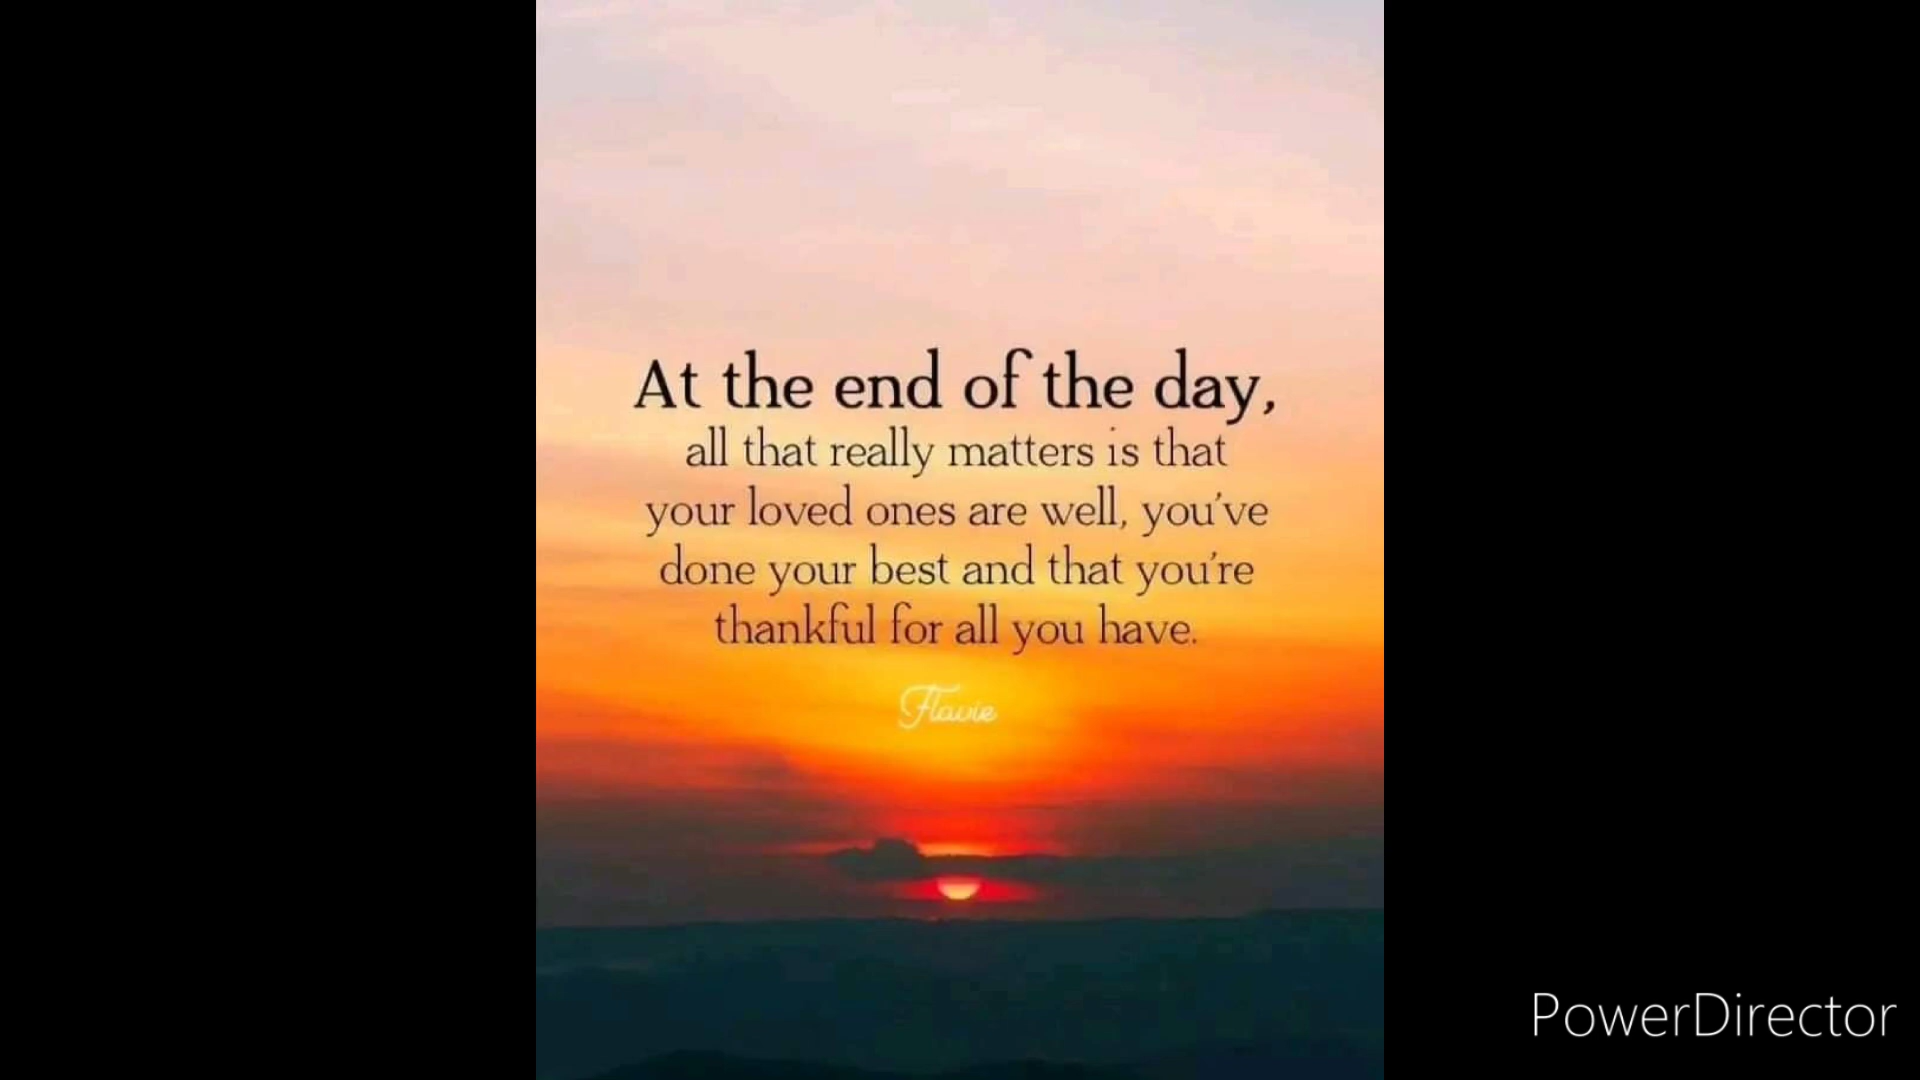 At the end of the day,
all that really matters is that
your loved ones are well, you've
done your best and that you're
thankful for all you have.
Flavie
PowerDirector